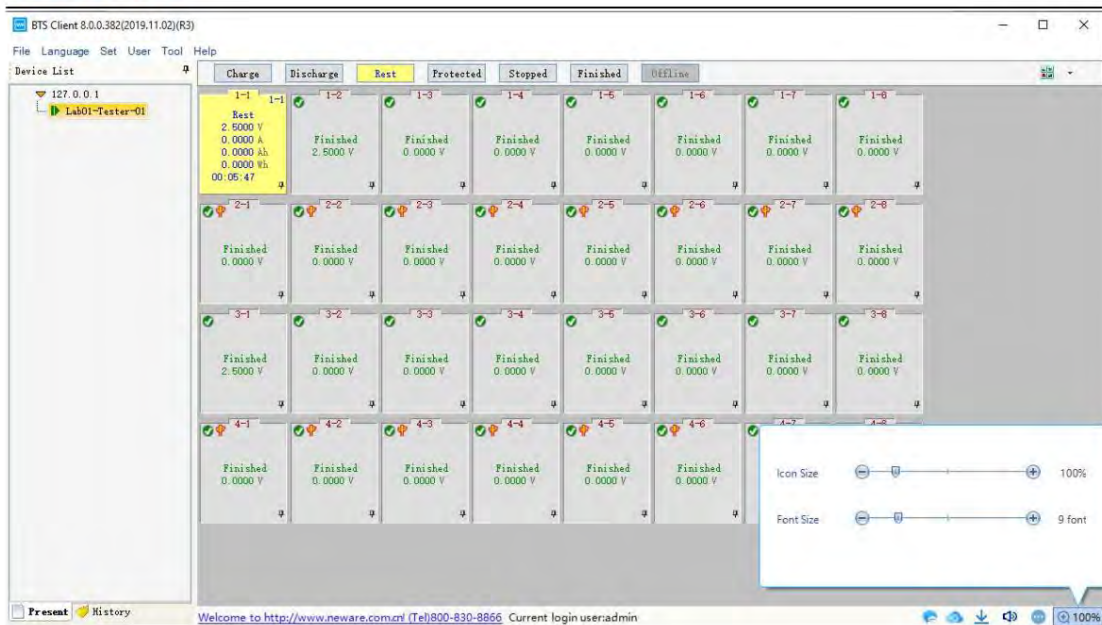 BTS Client 8.0.0.382(2019.11.02)(R3)
File Language Set User Tool Help
Device List
Charge Discharge Rest Protected Stopped Finished Offline
127.0.0.1
Lab01-Tester-01
1-1 1-1 1-2 1-3 1-4 1-5 1-6 1-7 1-8
Rest
2.5000 V
0.0000 A
0.0000 Ah
0.0000 Wh
00:05:47
Finished Finished Finished Finished Finished Finished Finished
2.5000 V 0.0000 V 0.0000 V 0.0000 V 0.0000 V 0.0000 V 0.0000 V
2-1 2-2 2-3 2-4 2-5 2-6 2-7 2-8
Finished Finished Finished Finished Finished Finished Finished Finished
0.0000 V 0.0000 V 0.0000 V 0.0000 V 0.0000 V 0.0000 V 0.0000 V 0.0000 V
3-1 3-2 3-3 3-4 3-5 3-6 3-7 3-8
Finished Finished Finished Finished Finished Finished Finished Finished
2.5000 V 0.0000 V 0.0000 V 0.0000 V 0.0000 V 0.0000 V 0.0000 V 0.0000 V
4-1 4-2 4-3 4-4 4-5 4-6
Finished Finished Finished Finished Finished Finished
0.0000 V 0.0000 V 0.0000 V 0.0000 V 0.0000 V 0.0000 V
Icon Size 100%
Font Size 9 font
Present History
Welcome to http://www.neware.com.cn! (Tel)800-830-8866 Current login user:admin
100%